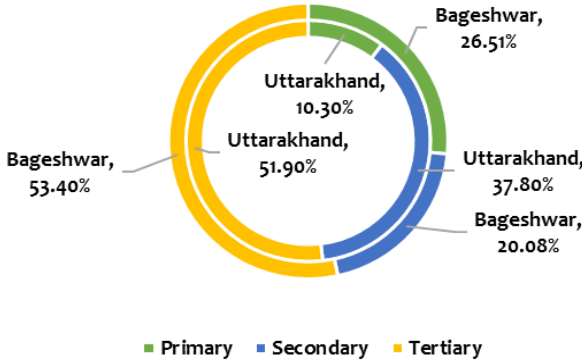 Bageshwar,
26.51%
Uttarakhand,
10.30%
Uttarakhand,
51.90%
Bageshwar,
53.40%
Uttarakhand,
37.80%
Bageshwar,
20.08%
Primary Secondary Tertiary